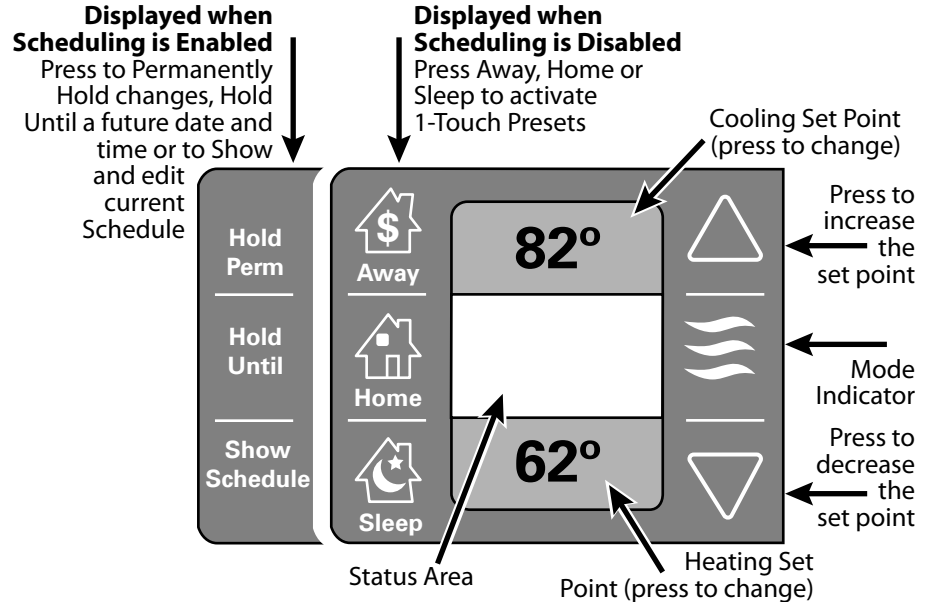 Displayed when
Scheduling is Enabled
Press to Permanently
Hold changes, Hold
Until a future date and
time or to Show
and edit
current
Schedule
Displayed when
Scheduling is Disabled
Press Away, Home or
Sleep to activate
1-Touch Presets
Cooling Set Point
(press to change)
Hold
Perm
Hold
Until
Show
Schedule
$
Away
Home
Sleep
82°
62°
Press to
increase
the
set point
Mode
Indicator
Press to
decrease
the
set point
Status Area
Heating Set
Point (press to change)